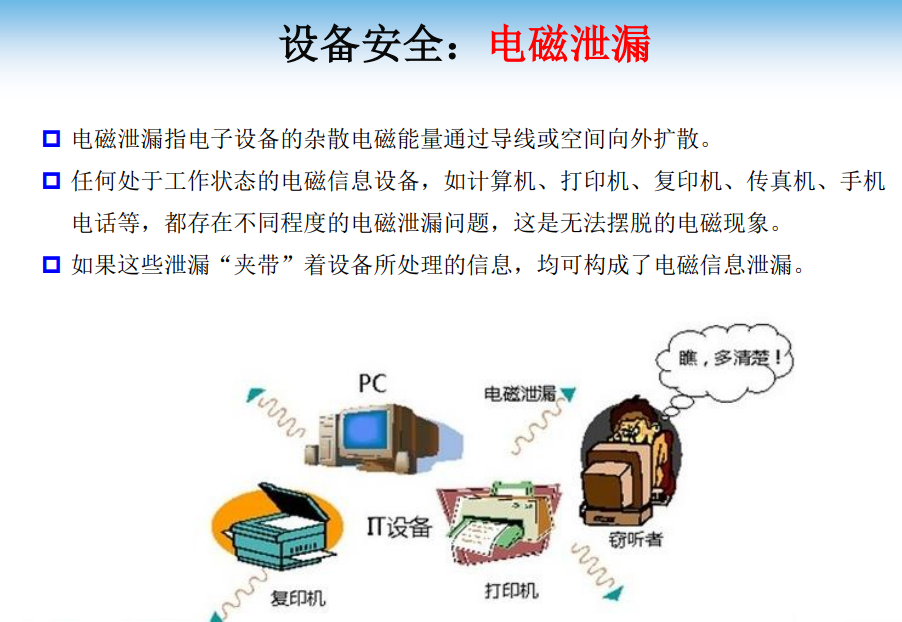 设备安全：电磁泄漏
电磁泄漏指电子设备的杂散电磁能量通过导线或空间向外扩散。
任何处于工作状态的电磁信息设备，如计算机、打印机、复印机、传真机、手机
电话等，都存在不同程度的电磁泄漏问题，这是无法摆脱的电磁现象。
如果这些泄漏“夹带”着设备所处理的信息，均可构成了电磁信息泄漏。
瞧，多清楚！
PC
电磁泄漏
IT设备
窃听者
打印机
复印机